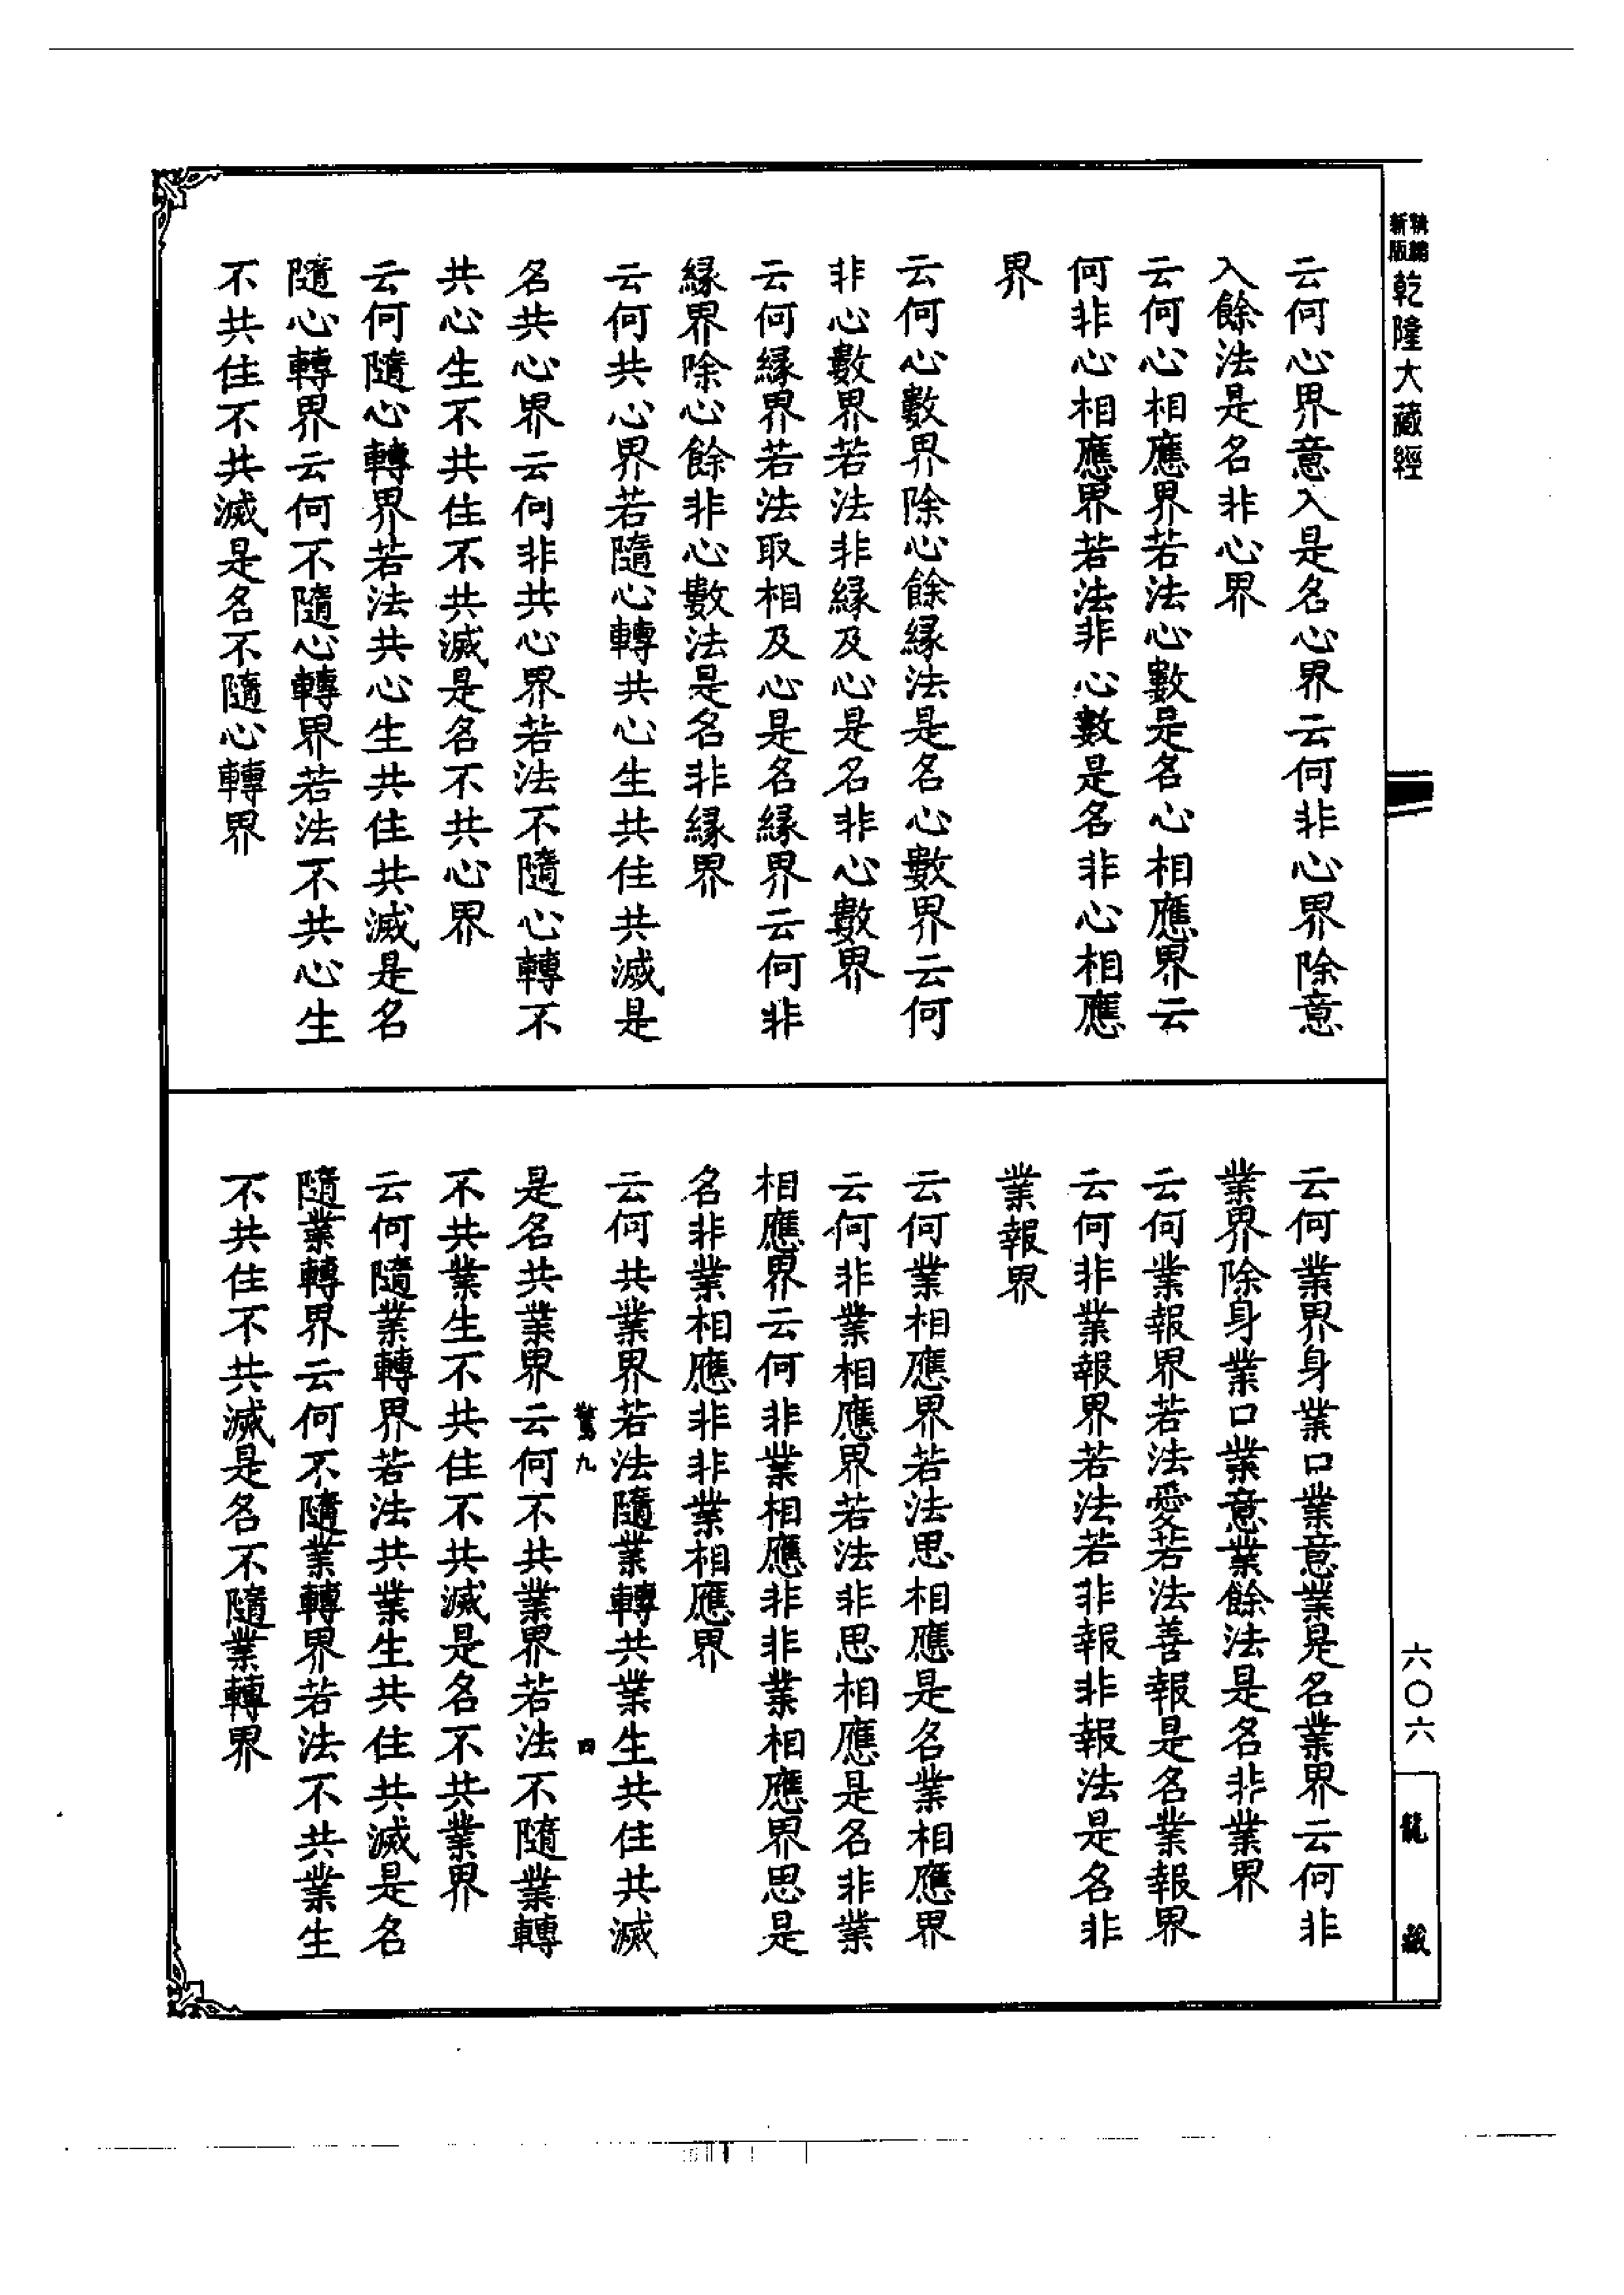 新版
精縮
乾隆大藏經
云何心界意入是名心界云何非心界除意
入餘法是名非心界
云何心相應界若法心數是名心相應界云
何非心相應界若法非心數是名非心相應
界
云何心數界除心餘緣法是名心數界云何
非心數界若法非緣及心是名非心數界
云何緣界若法取相及心是名緣界云何非
緣界除心餘非心數法是名非緣界
云何共心界若隨心轉共心生共住共滅是
名共心界云何非共心界若法不隨心轉不
共心生不共住不共滅是名不共心界
云何隨心轉界若法共心生共住共滅是名
隨心轉界云何不隨心轉界若法不共心生
不共住不共滅是名不隨心轉界
云何業界身業口業意業是名業界云何非
業界除身業口業意業餘法是名非業界
云何業報界若法愛若法善報是名業報界
云何非業報界若法若非報非報法是名非
業報界
云何業相應界若法思相應是名業相應界
云何非業相應界若法非思相應是名非業
相應界云何非業相應非非業相應界思是
名非業相應非非業相應界
云何共業界若法隨業轉共業生共住共滅
驚九
四
是名共業界云何不共業界若法不隨業轉
不共業生不共住不共滅是名不共業界
云何隨業轉界若法共業生共住共滅是名
隨業轉界云何不隨業轉界若法不共業生
不共住不共滅是名不隨業轉界
六〇六
龍藏